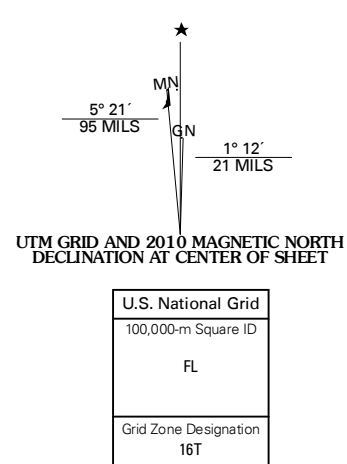 ★
MN
5° 21´
95 MILS
GN
1° 12´
21 MILS
UTM GRID AND 2010 MAGNETIC NORTH
DECLINATION AT CENTER OF SHEET
U.S. National Grid
100,000-m Square ID
FL
Grid Zone Designation
16T